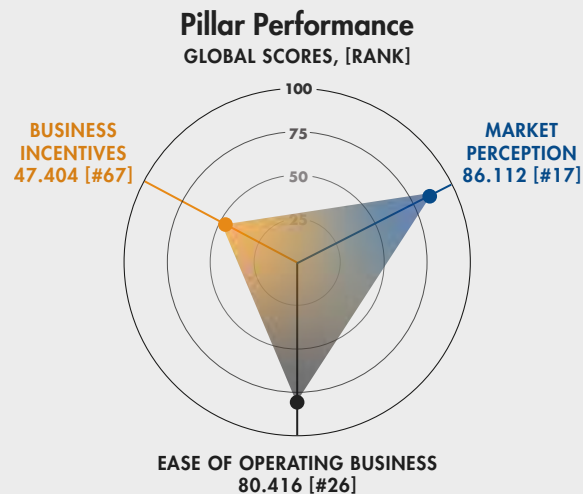 Pillar Performance
GLOBAL SCORES, [RANK]
100
75
50
25
BUSINESS
INCENTIVES
47.404 [#67]
MARKET
PERCEPTION
86.112 [#17]
EASE OF OPERATING BUSINESS
80.416 [#26]